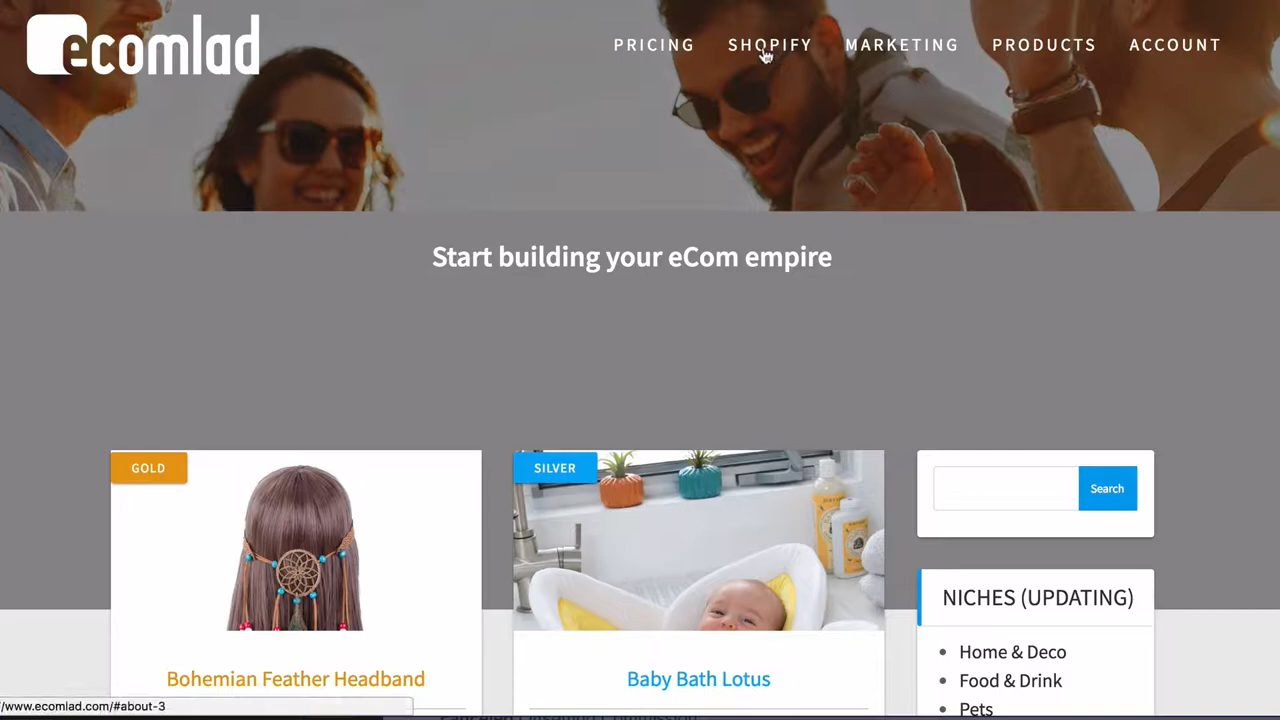 ecomlad
PRICING SHOPIFY MARKETING PRODUCTS ACCOUNT
Start building your eCom empire
GOLD
SILVER
Search
NICHES (UPDATING)
Home & Deco
Food & Drink
Pets
Bohemian Feather Headband
Baby Bath Lotus
/www.ecomlad.com/#about-3